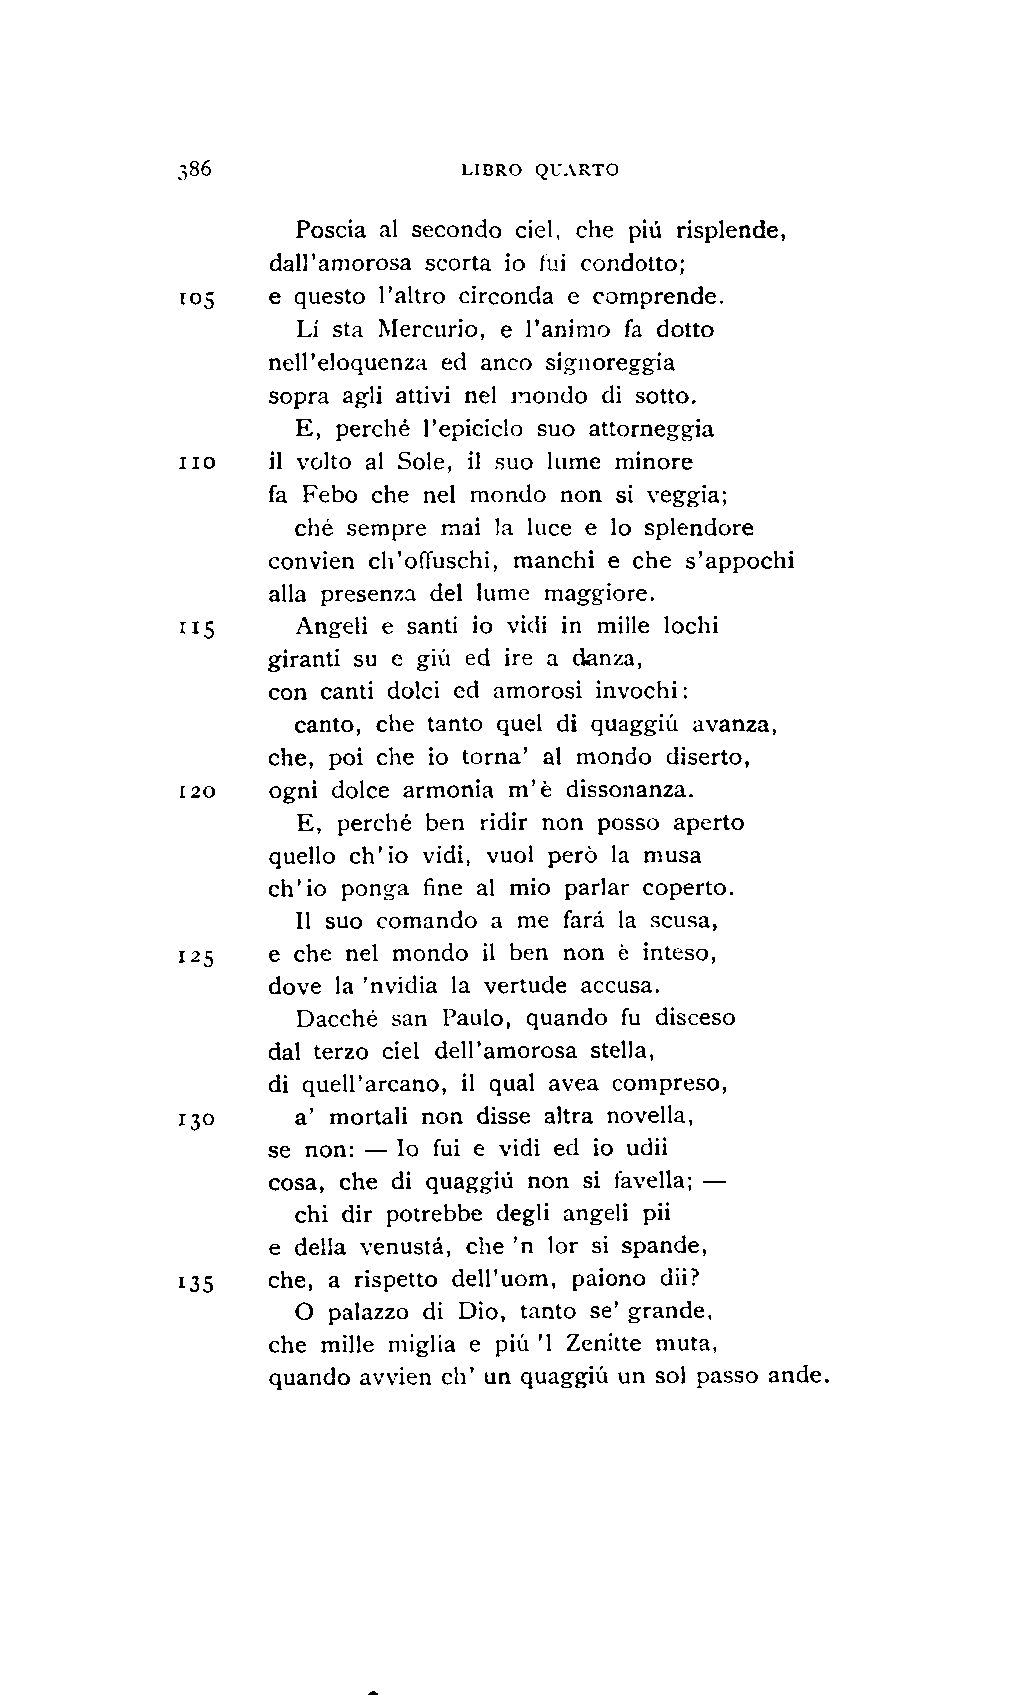 386 LIBRO QUARTO
Poscia al secondo ciel, che piú risplende,
dall'amorosa scorta io fui condotto;
105 e questo l'altro circonda e comprende.
Lí sta Mercurio, e l'animo fa dotto
nell'eloquenza ed anco signoreggia
sopra agli attivi nel mondo di sotto.
E, perché l'epiciclo suo attorneggia
110 il volto al Sole, il suo lume minore
fa Febo che nel mondo non si veggia;
ché sempre mai la luce e lo splendore
convien ch'offuschi, manchi e che s'appochi
alla presenza del lume maggiore.
115 Angeli e santi io vidi in mille lochi
giranti su e giú ed ire a danza,
con canti dolci ed amorosi invochi:
canto, che tanto quel di quaggiú avanza,
che, poi che io torna' al mondo diserto,
120 ogni dolce armonia m'è dissonanza.
E, perché ben ridir non posso aperto
quello ch'io vidi, vuol però la musa
ch'io ponga fine al mio parlar coperto.
Il suo comando a me fará la scusa,
125 e che nel mondo il ben non è inteso,
dove la 'nvidia la vertude accusa.
Dacché san Paulo, quando fu disceso
dal terzo ciel dell'amorosa stella,
di quell'arcano, il qual avea compreso,
130 a' mortali non disse altra novella,
se non: — Io fui e vidi ed io udii
cosa, che di quaggiú non si favella; —
chi dir potrebbe degli angeli pii
e della venustá, che 'n lor si spande,
135 che, a rispetto dell'uom, paiono dii?
O palazzo di Dio, tanto se' grande,
che mille miglia e piú 'l Zenitte muta,
quando avvien ch' un quaggiú un sol passo ande.